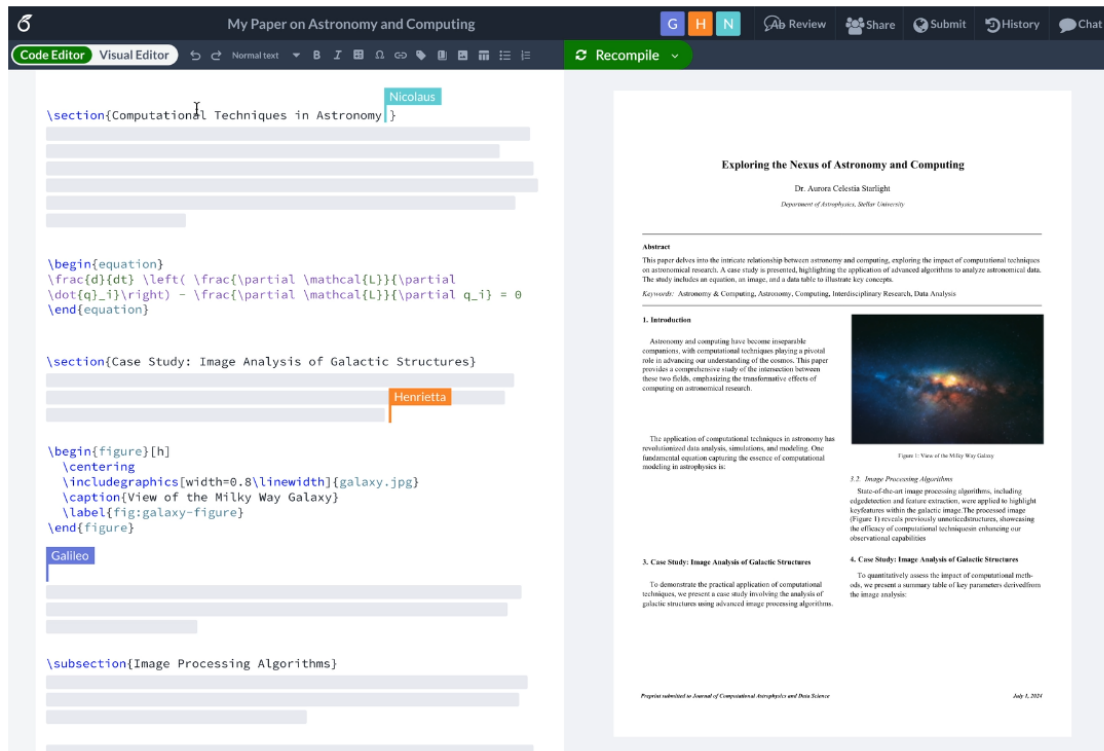 My Paper on Astronomy and Computing
G H N
Review
Share
Submit
History
Chat
Code Editor
Visual Editor
Normal text
B I Ω
Recompile
Nicolaus
\section{Computational Techniques in Astronomy }
\begin{equation}
\frac{d}{dt} \left( \frac{\partial \mathcal{L}}{\partial
\dot{q}_i}\right) - \frac{\partial \mathcal{L}}{\partial q_i} = 0
\end{equation}
\section{Case Study: Image Analysis of Galactic Structures}
Henrietta
\begin{figure}[h]
\centering
\includegraphics[width=0.8\linewidth]{galaxy.jpg}
\caption{View of the Milky Way Galaxy}
\label{fig:galaxy-figure}
\end{figure}
Galileo
\subsection{Image Processing Algorithms}
Exploring the Nexus of Astronomy and Computing
Dr. Aurora Celestia Starlight
Department of Astrophysics, Stellar University
Abstract
This paper delves into the intricate relationship between astronomy and computing, exploring the impact of computational techniques
on astronomical research. A case study is presented, highlighting the application of advanced algorithms to analyze astronomical data.
The study includes an equation, an image, and a data table to illustrate key concepts.
Keywords: Astronomy & Computing, Astronomy, Computing, Interdisciplinary Research, Data Analysis
1. Introduction
Astronomy and computing have become inseparable
companions, with computational techniques playing a pivotal
role in advancing our understanding of the cosmos. This paper
provides a comprehensive study of the intersection between
these two fields, emphasizing the transformative effects of
computing on astronomical research.
The application of computational techniques in astronomy has
revolutionized data analysis, simulations, and modeling. One
fundamental equation capturing the essence of computational
modeling in astrophysics is:
3. Case Study: Image Analysis of Galactic Structures
To demonstrate the practical application of computational
techniques, we present a case study involving the analysis of
galactic structures using advanced image processing algorithms.
Figure 1: View of the Milky Way Galaxy
3.2. Image Processing Algorithms
State-of-the-art image processing algorithms, including
edgedetection and feature extraction, were applied to highlight
keyfeatures within the galactic image.The processed image
(Figure 1) reveals previously unnoticedstructures, showcasing
the efficacy of computational techniquesin enhancing our
observational capabilities
4. Case Study: Image Analysis of Galactic Structures
To quantitatively assess the impact of computational meth-
ods, we present a summary table of key parameters derivedfrom
the image analysis:
Preprint submitted to Journal of Computational Astrophysics and Data Science
July 1, 2024